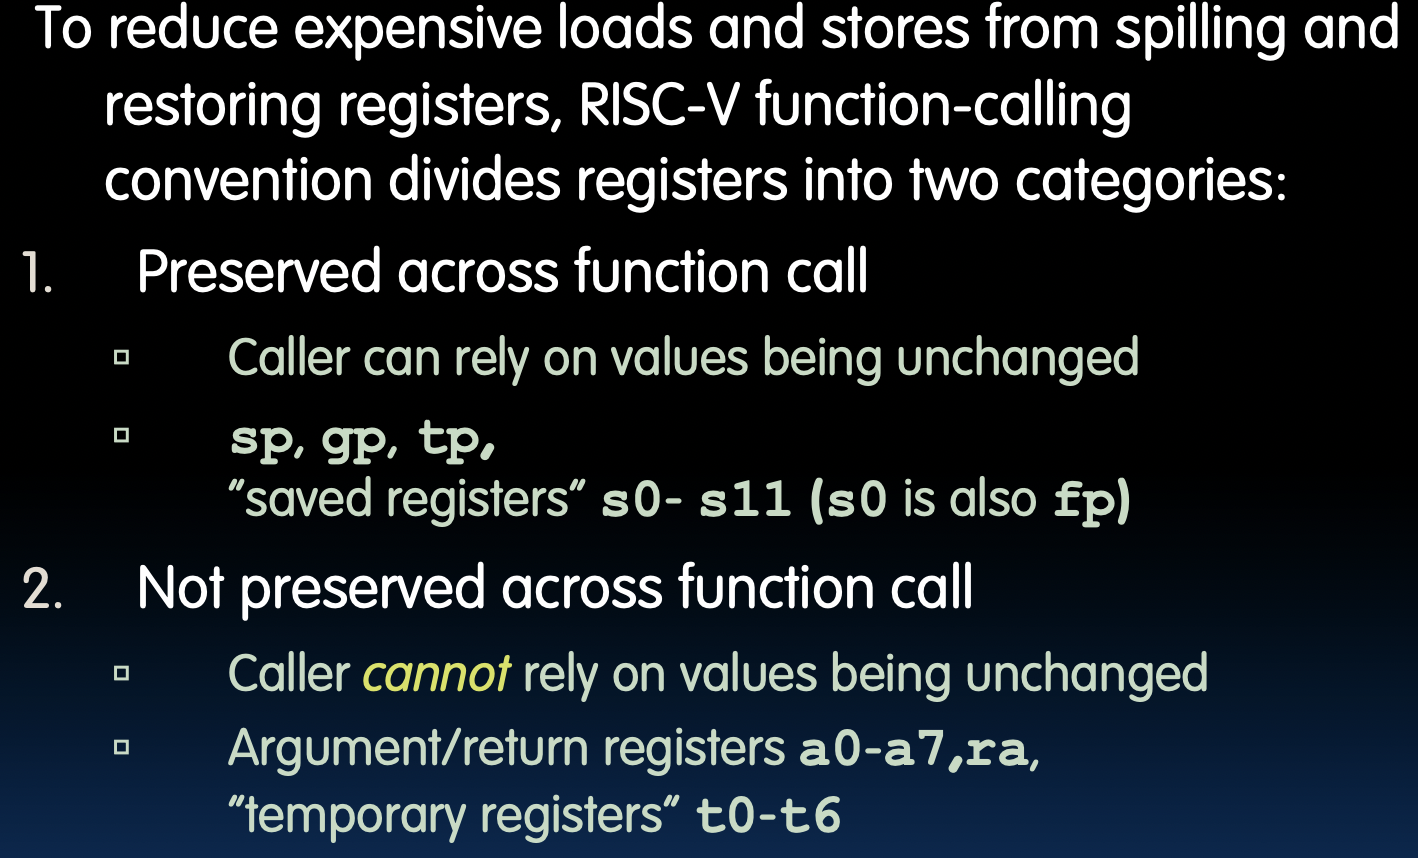 To reduce expensive loads and stores from spilling and
restoring registers, RISC-V function-calling
convention divides registers into two categories:
1. Preserved across function call
▫ Caller can rely on values being unchanged
▫ sp, gp, tp,
"saved registers" s0- s11 (s0 is also fp)
2. Not preserved across function call
▫ Caller cannot rely on values being unchanged
▫ Argument/return registers a0-a7,ra,
"temporary registers" t0-t6